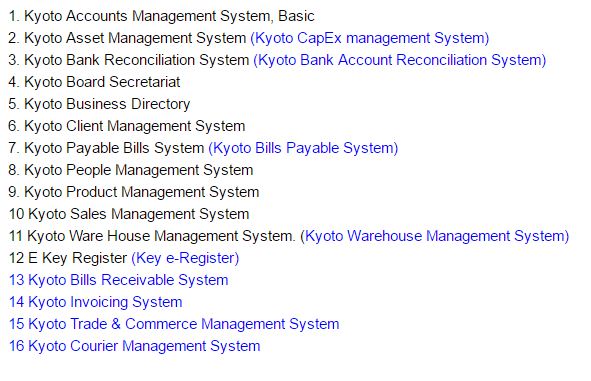 1. Kyoto Accounts Management System, Basic
2. Kyoto Asset Management System (Kyoto CapEx management System)
3. Kyoto Bank Reconciliation System (Kyoto Bank Account Reconciliation System)
4. Kyoto Board Secretariat
5. Kyoto Business Directory
6. Kyoto Client Management System
7. Kyoto Payable Bills System (Kyoto Bills Payable System)
8. Kyoto People Management System
9. Kyoto Product Management System
10 Kyoto Sales Management System
11 Kyoto Ware House Management System. (Kyoto Warehouse Management System)
12 E Key Register (Key e-Register)
13 Kyoto Bills Receivable System
14 Kyoto Invoicing System
15 Kyoto Trade & Commerce Management System
16 Kyoto Courier Management System